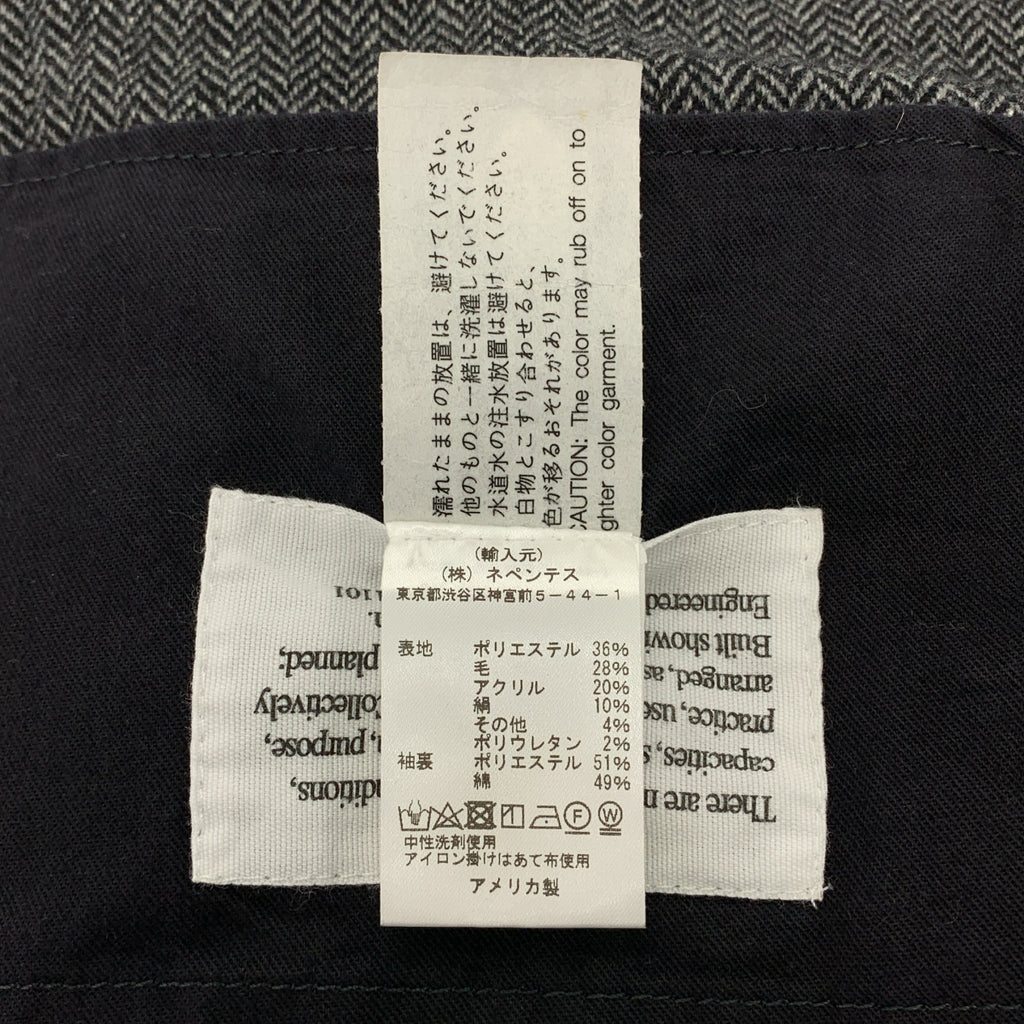 濡れたままの放置は、避けてください。
他のものと一緒に洗濯しないでください。
水道水の注水放置は避けてください。
白物とこすり合わせると、
色が移るおそれがあります。
CAUTION: The color may rub off on to
ghter color garment.
(輸入元)
(株) ネペンテス
東京都渋谷区神宮前5-44-1
表地 ポリエステル 36%
毛 28%
アクリル 20%
絹 10%
その他 4%
ポリウレタン 2%
袖裏 ポリエステル 51%
綿 49%
F W
中性洗剤使用
アイロン掛けはあて布使用
アメリカ製
There are nditions,
capacities, purpose,
practice, use Collectively
arranged, as planned;
Built showi
Engineered 1101